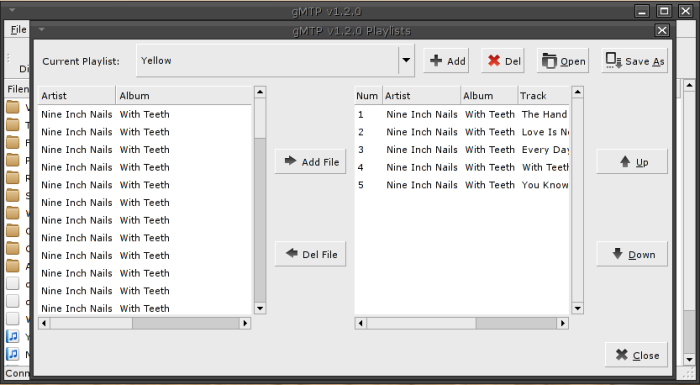 gMTP v1.2.0
File
gMTP v1.2.0 Playlists
Current Playlist: Yellow Add Del Open Save As
Artist Album
Nine Inch Nails With Teeth
Nine Inch Nails With Teeth
Nine Inch Nails With Teeth
Nine Inch Nails With Teeth
Nine Inch Nails With Teeth
Nine Inch Nails With Teeth
Nine Inch Nails With Teeth
Nine Inch Nails With Teeth
Nine Inch Nails With Teeth
Nine Inch Nails With Teeth
Nine Inch Nails With Teeth
Nine Inch Nails With Teeth
Add File
Del File
Num Artist Album Track
1 Nine Inch Nails With Teeth The Hand
2 Nine Inch Nails With Teeth Love Is
3 Nine Inch Nails With Teeth Every Day
4 Nine Inch Nails With Teeth With Teeth
5 Nine Inch Nails With Teeth You Know
Up
Down
Close